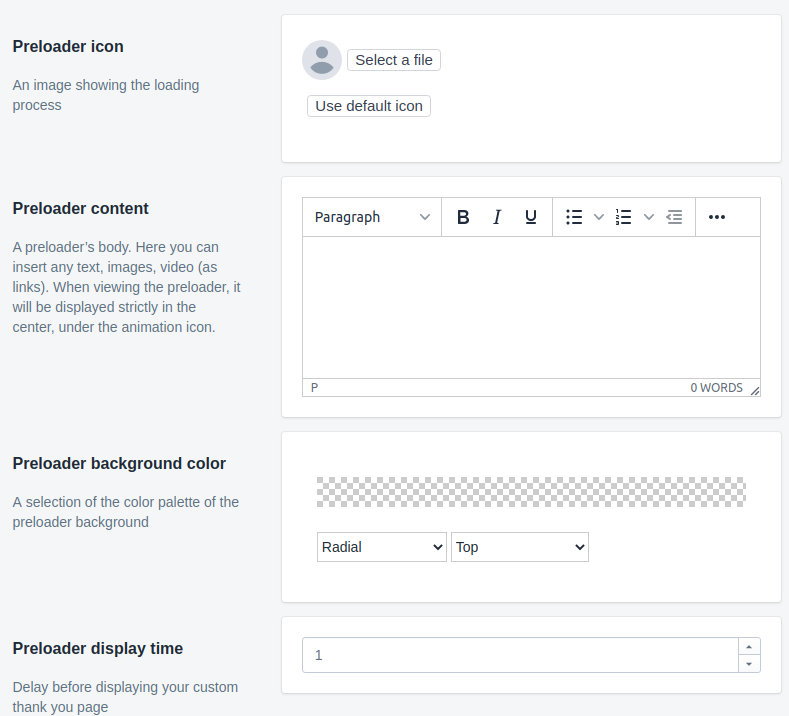 Preloader icon
An image showing the loading
process
Select a file
Use default icon
Preloader content
A preloader’s body. Here you can
insert any text, images, video (as
links). When viewing the preloader, it
will be displayed strictly in the
center, under the animation icon.
Paragraph B I U
P 0 WORDS
Preloader background color
A selection of the color palette of the
preloader background
Radial Top
Preloader display time
Delay before displaying your custom
thank you page
1